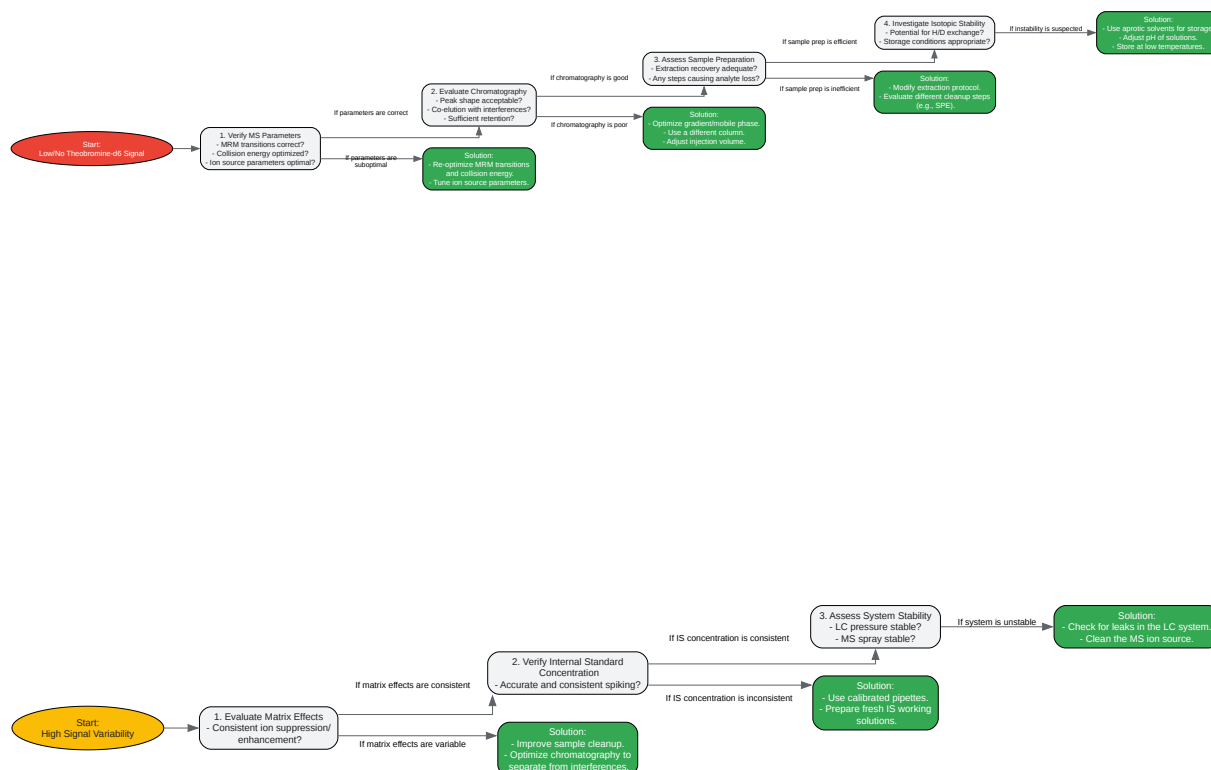 Start:
Low/No Theobromine-d6 Signal
1. Verify MS Parameters
- MRM transitions correct?
- Collision energy optimized?
- Ion source parameters optimal?
If parameters are correct
If parameters are
suboptimal
2. Evaluate Chromatography
- Peak shape acceptable?
- Co-elution with interferences?
- Sufficient retention?
Solution:
- Re-optimize MRM transitions
and collision energy.
- Tune ion source parameters.
If chromatography is good
If chromatography is poor
3. Assess Sample Preparation
- Extraction recovery adequate?
- Any steps causing analyte loss?
Solution:
- Optimize gradient/mobile phase.
- Use a different column.
- Adjust injection volume.
If sample prep is efficient
If sample prep is inefficient
4. Investigate Isotopic Stability
- Potential for H/D exchange?
- Storage conditions appropriate?
Solution:
- Modify extraction protocol.
- Evaluate different cleanup steps
(e.g., SPE).
If instability is suspected
Solution:
- Use aprotic solvents for storage
- Adjust pH of solutions.
- Store at low temperatures.
Start:
High Signal Variability
1. Evaluate Matrix Effects
- Consistent ion suppression/
enhancement?
If matrix effects are consistent
If matrix effects are variable
2. Verify Internal Standard
Concentration
- Accurate and consistent spiking?
Solution:
- Improve sample cleanup.
- Optimize chromatography to
separate from interferences.
If IS concentration is consistent
If IS concentration is inconsistent
3. Assess System Stability
- LC pressure stable?
- MS spray stable?
Solution:
- Use calibrated pipettes.
- Prepare fresh IS working
solutions.
If system is unstable
Solution:
- Check for leaks in the LC system.
- Clean the MS ion source.